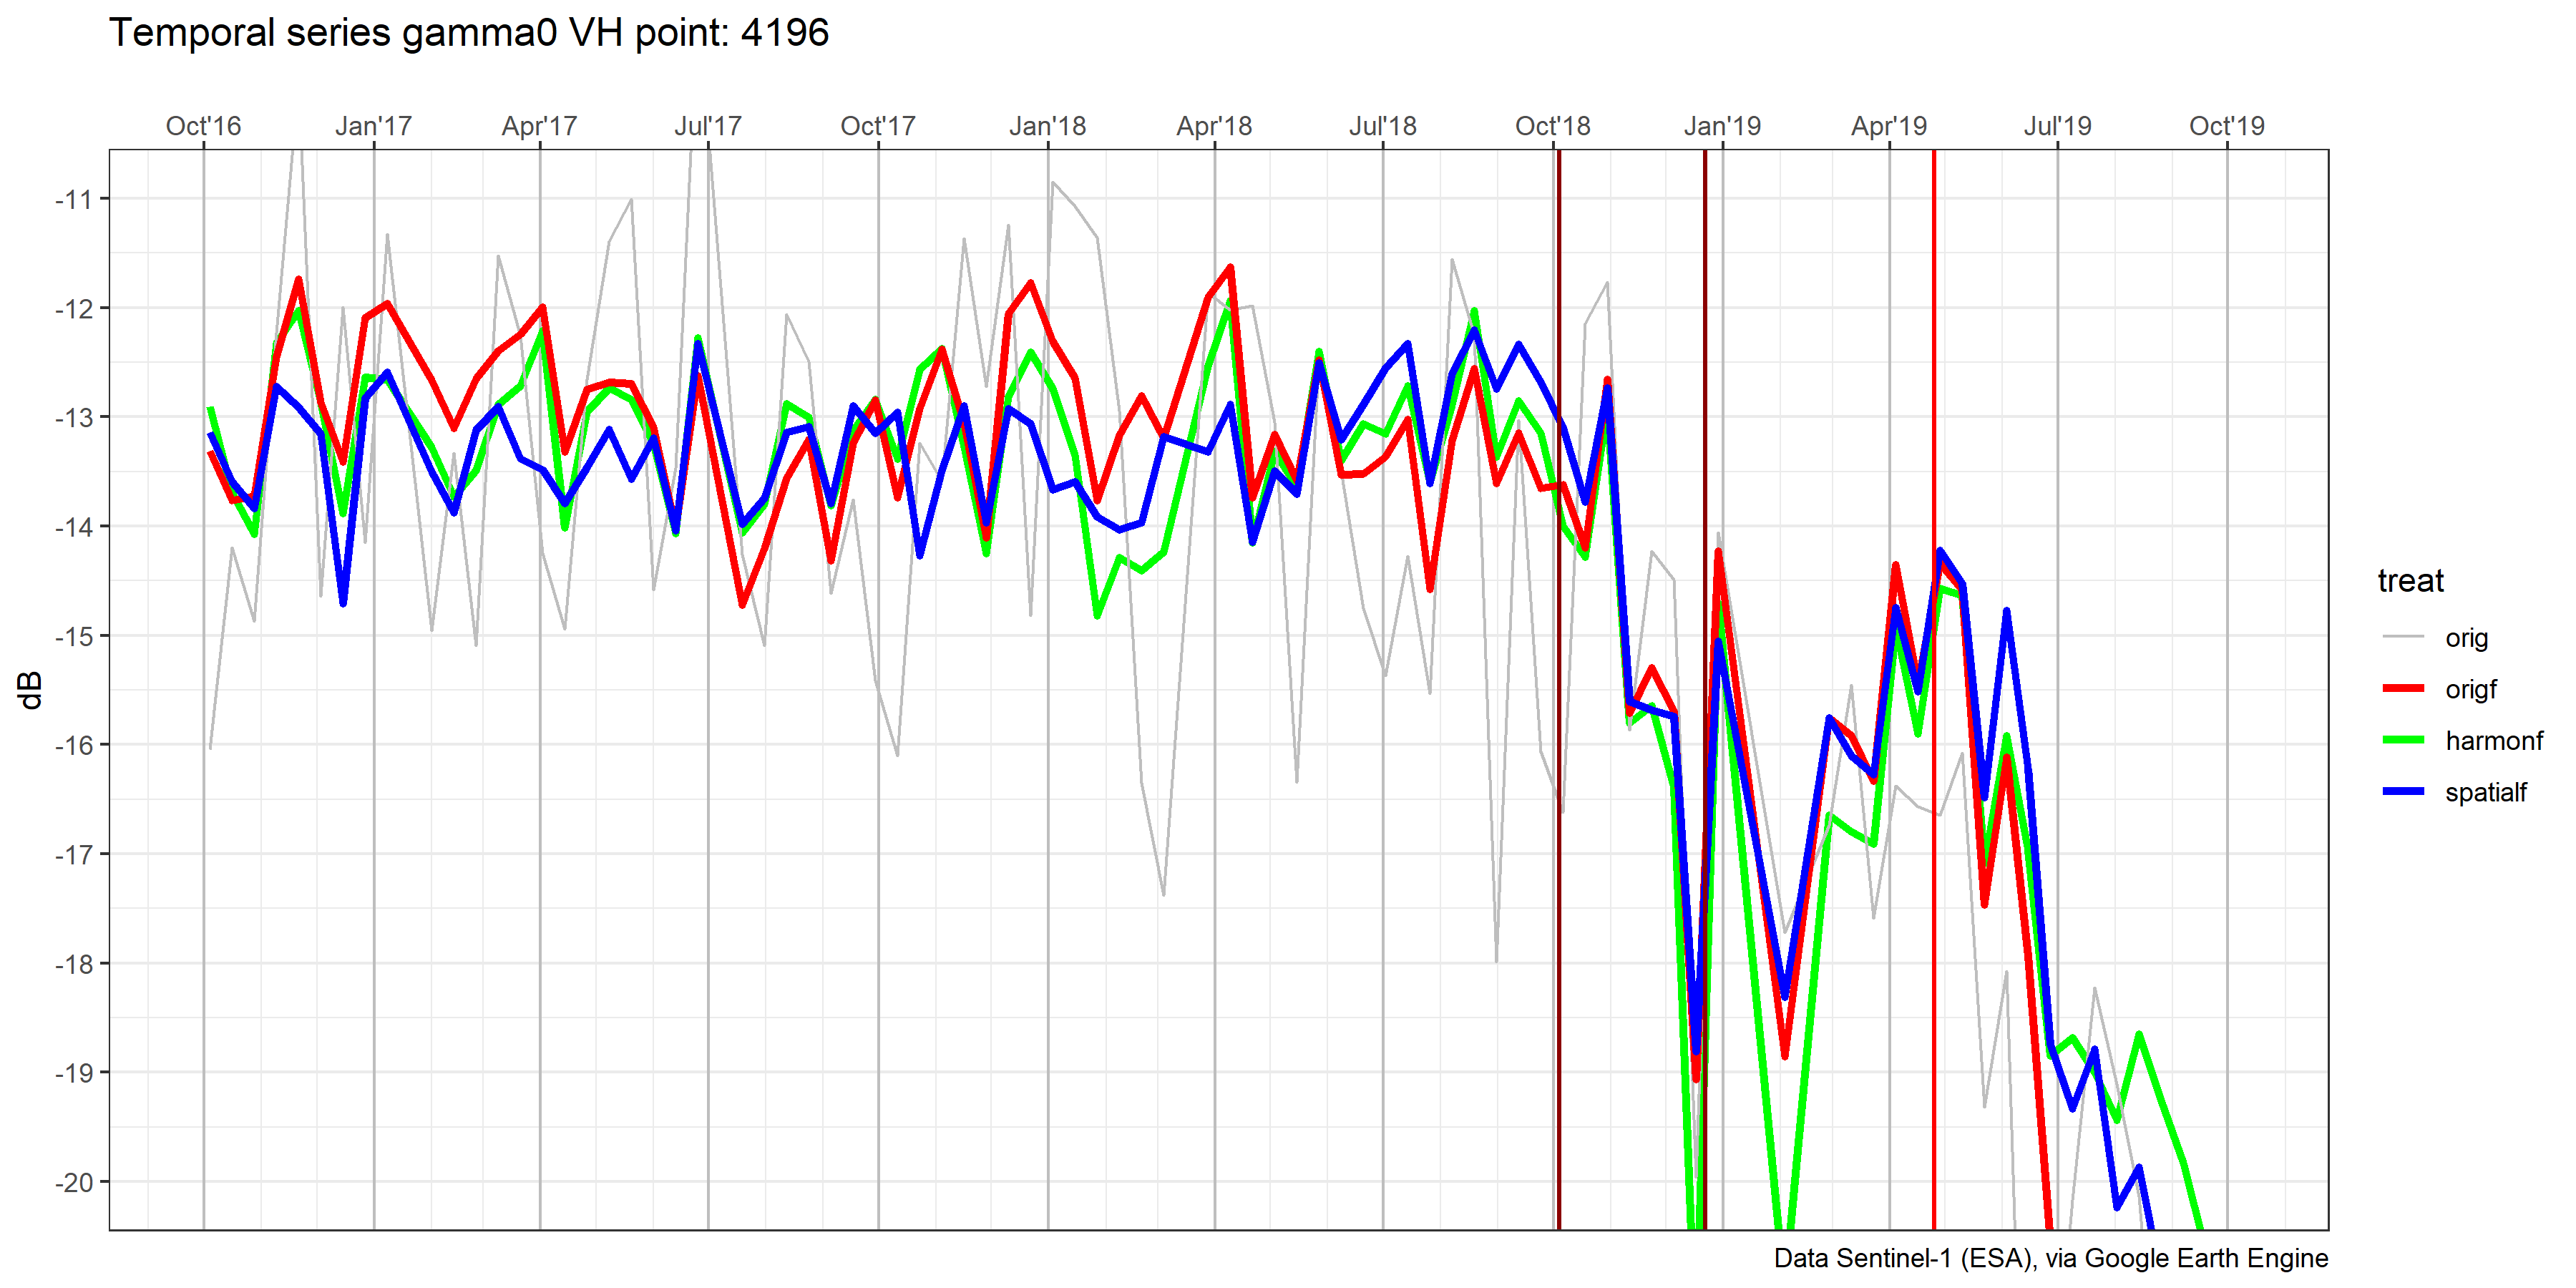 Temporal series gamma0 VH point: 4196
Oct'16 Jan'17 Apr'17 Jul'17 Oct'17 Jan'18 Apr'18 Jul'18 Oct'18 Jan'19 Apr'19 Jul'19 Oct'19
-11
-12
-13
-14
-15
-16
-17
-18
-19
-20
dB
treat
orig
origf
harmonf
spatialf
Data Sentinel-1 (ESA), via Google Earth Engine